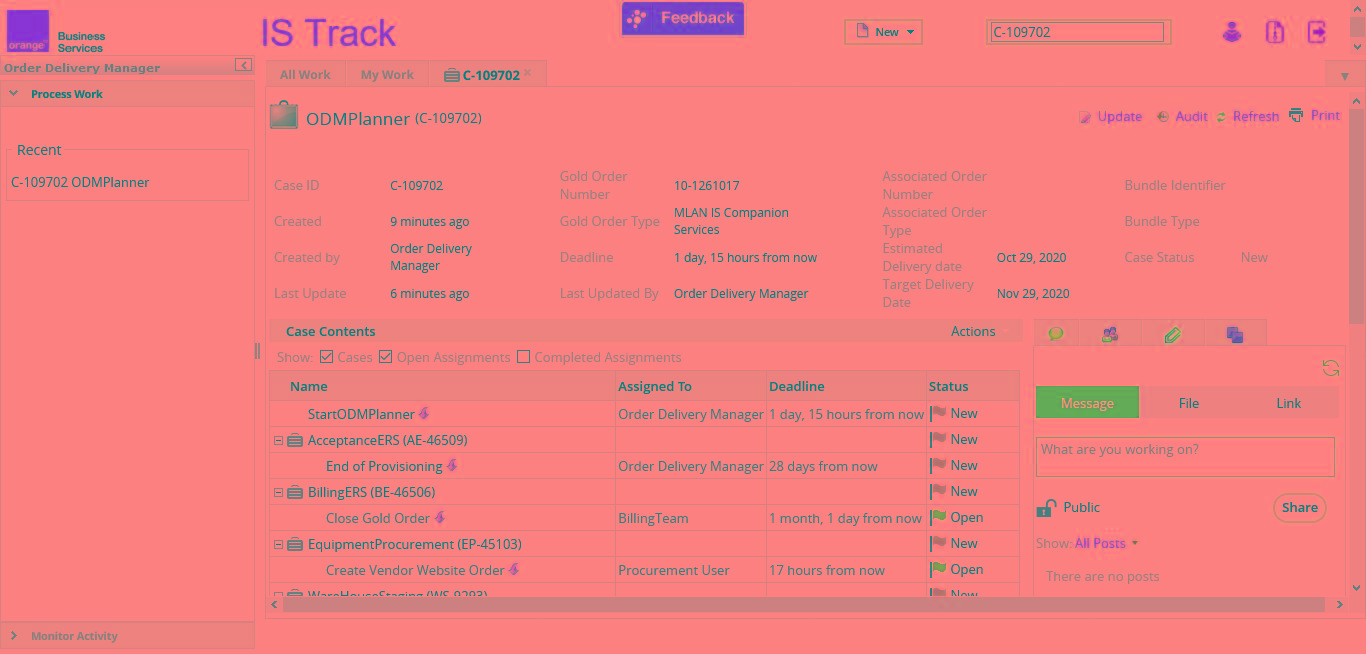 orange™
Business
Services
IS Track
Feedback
New
C-109702
Order Delivery Manager
Process Work
Recent
C-109702 ODMPlanner
Monitor Activity
All Work
My Work
C-109702
ODMPlanner (C-109702)
Update
Audit
Refresh
Print
Case ID C-109702 Gold Order Number 10-1261017 Associated Order Number Bundle Identifier
Created 9 minutes ago Gold Order Type MLAN IS Companion Services Associated Order Type Bundle Type
Created by Order Delivery Manager Deadline 1 day, 15 hours from now Estimated Delivery date Oct 29, 2020 Case Status New
Last Update 6 minutes ago Last Updated By Order Delivery Manager Target Delivery Date Nov 29, 2020
Case Contents Actions
Show: Cases Open Assignments Completed Assignments
Name Assigned To Deadline Status
StartODMPlanner Order Delivery Manager 1 day, 15 hours from now New
AcceptanceERS (AE-46509) New
End of Provisioning Order Delivery Manager 28 days from now New
BillingERS (BE-46506) New
Close Gold Order BillingTeam 1 month, 1 day from now Open
EquipmentProcurement (EP-45103) New
Create Vendor Website Order Procurement User 17 hours from now Open
WareHouseStaging (WS-9293) New
Message File Link
What are you working on?
Public Share
Show: All Posts
There are no posts